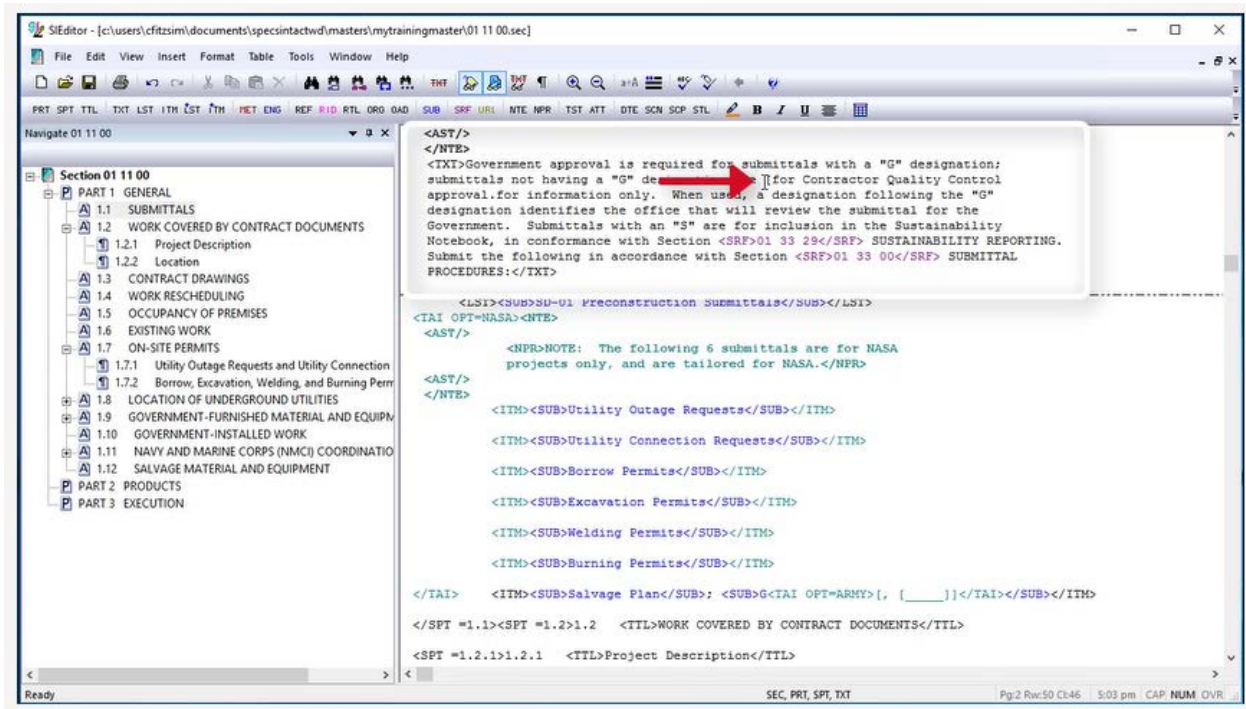 SIEditor - [c:\users\cfitzsim\documents\specsintactwd\masters\mytrainingmaster\01 11 00.sec]
File Edit View Insert Format Table Tools Window Help
PRT SPT TTL TXT LST ITM LST ITM MET ENG REF RID RTL ORG OAD SUB SRF URL NTE NPR TST ATT DTE SCN SCP STL B I U
Navigate 01 11 00
Section 01 11 00
PART 1 GENERAL
1.1 SUBMITTALS
1.2 WORK COVERED BY CONTRACT DOCUMENTS
1.2.1 Project Description
1.2.2 Location
1.3 CONTRACT DRAWINGS
1.4 WORK RESCHEDULING
1.5 OCCUPANCY OF PREMISES
1.6 EXISTING WORK
1.7 ON-SITE PERMITS
1.7.1 Utility Outage Requests and Utility Connection
1.7.2 Borrow, Excavation, Welding, and Burning Perm
1.8 LOCATION OF UNDERGROUND UTILITIES
1.9 GOVERNMENT-FURNISHED MATERIAL AND EQUIPM
1.10 GOVERNMENT-INSTALLED WORK
1.11 NAVY AND MARINE CORPS (NMCI) COORDINATIO
1.12 SALVAGE MATERIAL AND EQUIPMENT
PART 2 PRODUCTS
PART 3 EXECUTION
<AST/>
</NTE>
<TXT>Government approval is required for submittals with a "G" designation;
submittals not having a "G" for Contractor Quality Control
approval.for information only. When used, a designation following the "G"
designation identifies the office that will review the submittal for the
Government. Submittals with an "S" are for inclusion in the Sustainability
Notebook, in conformance with Section <SRF>01 33 29</SRF> SUSTAINABILITY REPORTING.
Submit the following in accordance with Section <SRF>01 33 00</SRF> SUBMITTAL
PROCEDURES:</TXT>
<LST><SUB>SD-01 Preconstruction Submittals</SUB></LST>
<TAI OPT=NASA><NTE>
<AST/>
<NPR>NOTE: The following 6 submittals are for NASA
projects only, and are tailored for NASA.</NPR>
<AST/>
</NTE>
<ITM><SUB>Utility Outage Requests</SUB></ITM>
<ITM><SUB>Utility Connection Requests</SUB></ITM>
<ITM><SUB>Borrow Permits</SUB></ITM>
<ITM><SUB>Excavation Permits</SUB></ITM>
<ITM><SUB>Welding Permits</SUB></ITM>
<ITM><SUB>Burning Permits</SUB></ITM>
</TAI> <ITM><SUB>Salvage Plan</SUB>; <SUB>G<TAI OPT=ARMY>[, [_____]]</TAI></SUB></ITM>
</SPT =1.1><SPT =1.2>1.2 <TTL>WORK COVERED BY CONTRACT DOCUMENTS</TTL>
<SPT =1.2.1>1.2.1 <TTL>Project Description</TTL>
Ready SEC, PRT, SPT, TXT Pg:2 Rw:50 Cl:46 5:03 pm CAP NUM OVR